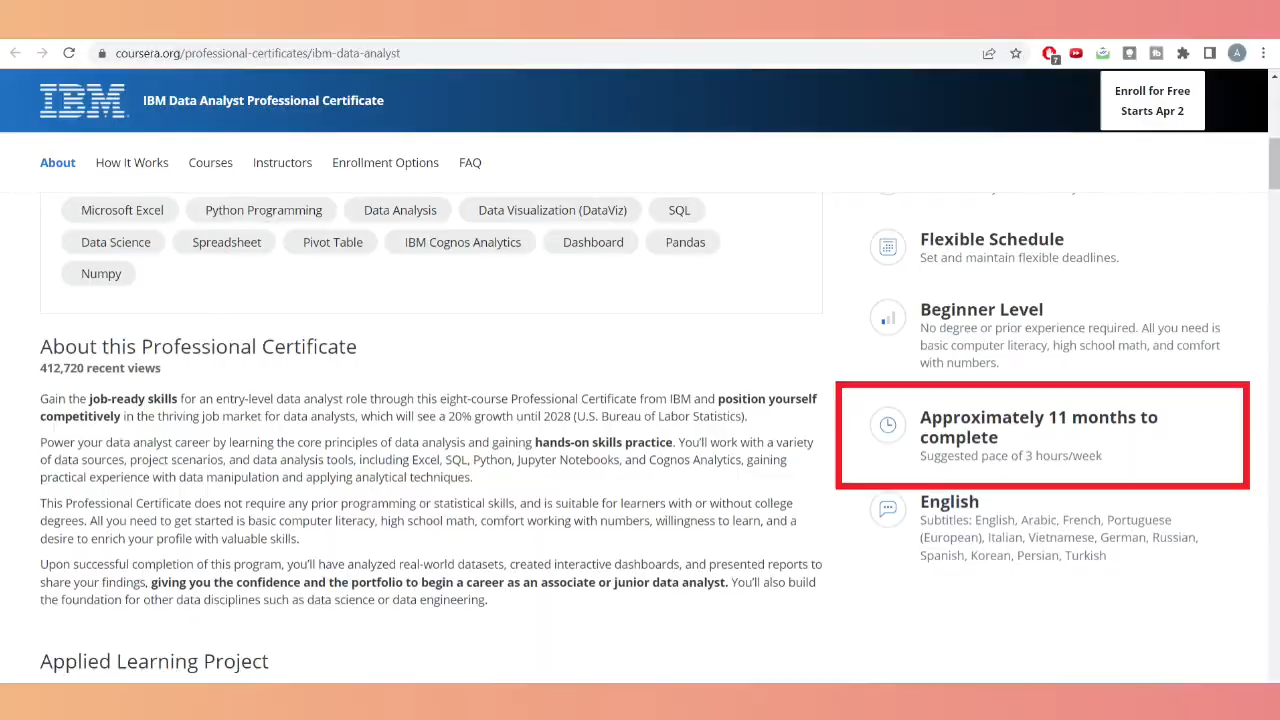 coursera.org/professional-certificates/ibm-data-analyst
7
A
IBM
IBM Data Analyst Professional Certificate
Enroll for Free
Starts Apr 2
About
How It Works
Courses
Instructors
Enrollment Options
FAQ
Microsoft Excel
Python Programming
Data Analysis
Data Visualization (DataViz)
SQL
Data Science
Spreadsheet
Pivot Table
IBM Cognos Analytics
Dashboard
Pandas
Numpy
About this Professional Certificate
412,720 recent views
Gain the job-ready skills for an entry-level data analyst role through this eight-course Professional Certificate from IBM and position yourself
competitively in the thriving job market for data analysts, which will see a 20% growth until 2028 (U.S. Bureau of Labor Statistics).
Power your data analyst career by learning the core principles of data analysis and gaining hands-on skills practice. You'll work with a variety
of data sources, project scenarios, and data analysis tools, including Excel, SQL, Python, Jupyter Notebooks, and Cognos Analytics, gaining
practical experience with data manipulation and applying analytical techniques.
This Professional Certificate does not require any prior programming or statistical skills, and is suitable for learners with or without college
degrees. All you need to get started is basic computer literacy, high school math, comfort working with numbers, willingness to learn, and a
desire to enrich your profile with valuable skills.
Upon successful completion of this program, you'll have analyzed real-world datasets, created interactive dashboards, and presented reports to
share your findings, giving you the confidence and the portfolio to begin a career as an associate or junior data analyst. You'll also build
the foundation for other data disciplines such as data science or data engineering.
Applied Learning Project
Flexible Schedule
Set and maintain flexible deadlines.
Beginner Level
No degree or prior experience required. All you need is
basic computer literacy, high school math, and comfort
with numbers.
Approximately 11 months to
complete
Suggested pace of 3 hours/week
English
Subtitles: English, Arabic, French, Portuguese
(European), Italian, Vietnamese, German, Russian,
Spanish, Korean, Persian, Turkish